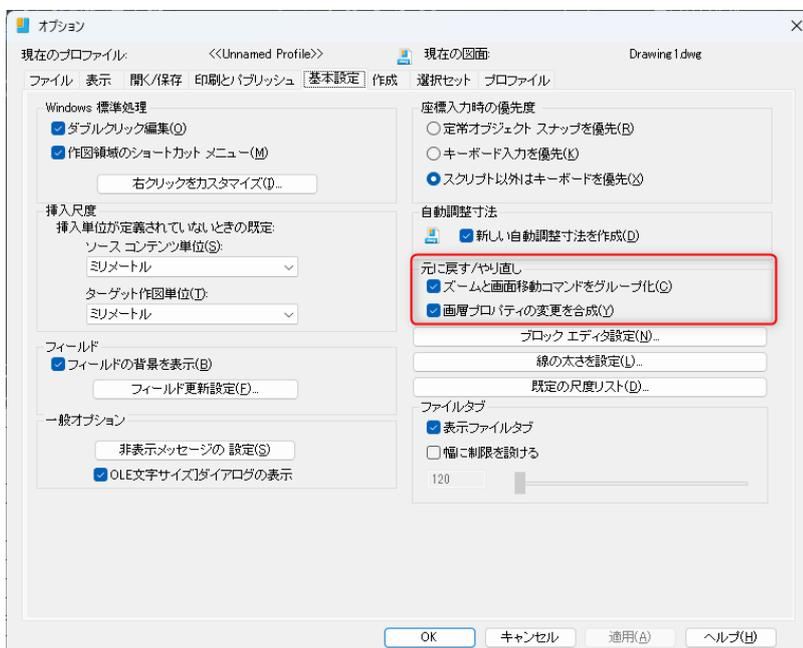 オプション
現在のプロファイル: <<Unnamed Profile>> 現在の図面: Drawing1.dwg
ファイル 表示 開く/保存 印刷とパブリッシュ 基本設定 作成 選択セット プロファイル
Windows 標準処理
ダブルクリック編集(O)
作図領域のショートカット メニュー(M)
右クリックをカスタマイズ(I)...
挿入尺度
挿入単位が定義されていないときの既定:
ソース コンテンツ単位(S):
ミリメートル
ターゲット作図単位(T):
ミリメートル
フィールド
フィールドの背景を表示(B)
フィールド更新設定(F)...
一般オプション
非表示メッセージの 設定(S)
OLE文字サイズ]ダイアログの表示
座標入力時の優先度
定常オブジェクト スナップを優先(R)
キーボード入力を優先(K)
スクリプト以外はキーボードを優先(X)
自動調整寸法
新しい自動調整寸法を作成(D)
元に戻す/やり直し
ズームと画面移動コマンドをグループ化(C)
画層プロパティの変更を合成(Y)
ブロック エディタ設定(N)...
線の太さを設定(L)...
既定の尺度リスト(D)...
ファイルタブ
表示ファイルタブ
幅に制限を設ける
120
OK キャンセル 適用(A) ヘルプ(H)